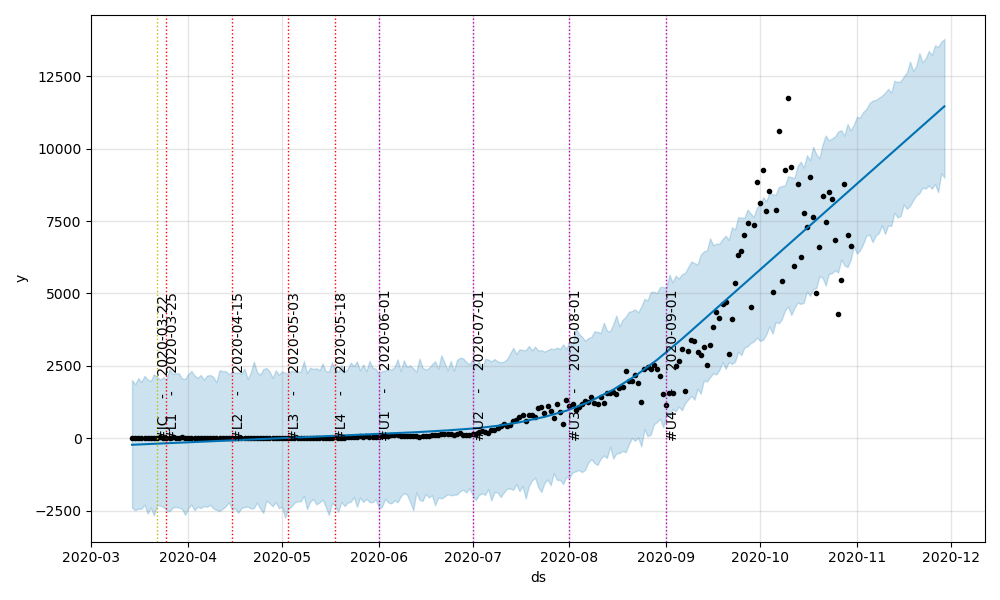 12500
10000
7500
5000
2500
0
−2500
y
#JC - 2020-03-22
#L1 - 2020-03-25
#L2 - 2020-04-15
#L3 - 2020-05-03
#L4 - 2020-05-18
#U1 - 2020-06-01
#U2 - 2020-07-01
#U3 - 2020-08-01
#U4 - 2020-09-01
2020-03
2020-04
2020-05
2020-06
2020-07
2020-08
2020-09
2020-10
2020-11
2020-12
ds